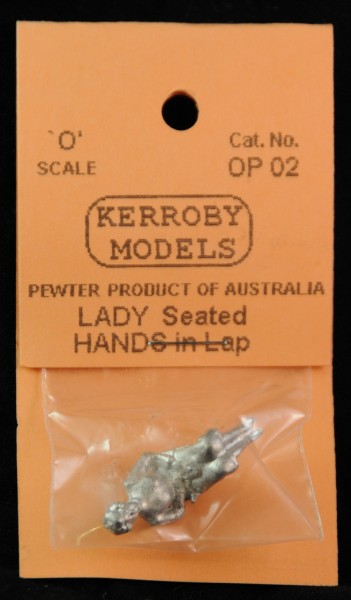 `O'
SCALE
Cat. No.
OP 02
KERROBY
MODELS
PEWTER PRODUCT OF AUSTRALIA
LADY Seated
HANDS in Lap